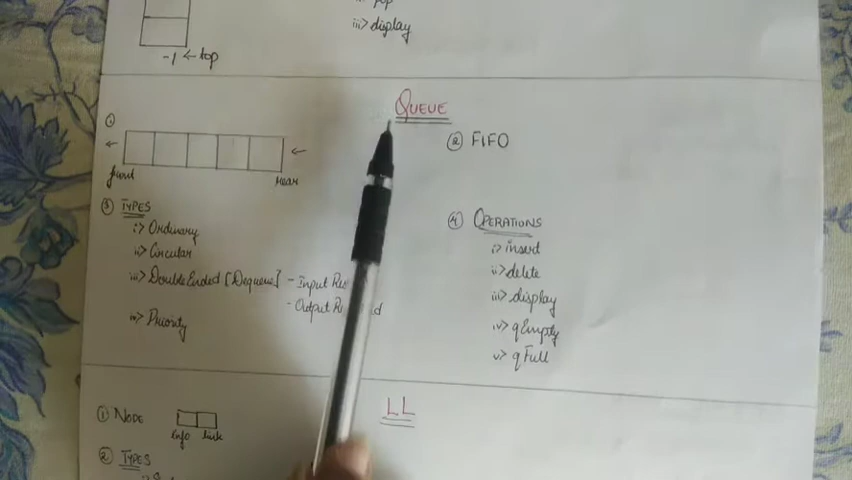 iii> display
-1 ← top
QUEUE
①
② FIFO
← ←
front rear
③ TYPES
i> Ordinary
ii> Circular
iii> Double Ended [Dequeue] - Input
- Output
iv> Priority
④ OPERATIONS
i> insert
ii> delete
iii> display
iv> qEmpty
v> qFull
LL
① NODE
info link
② TYPES